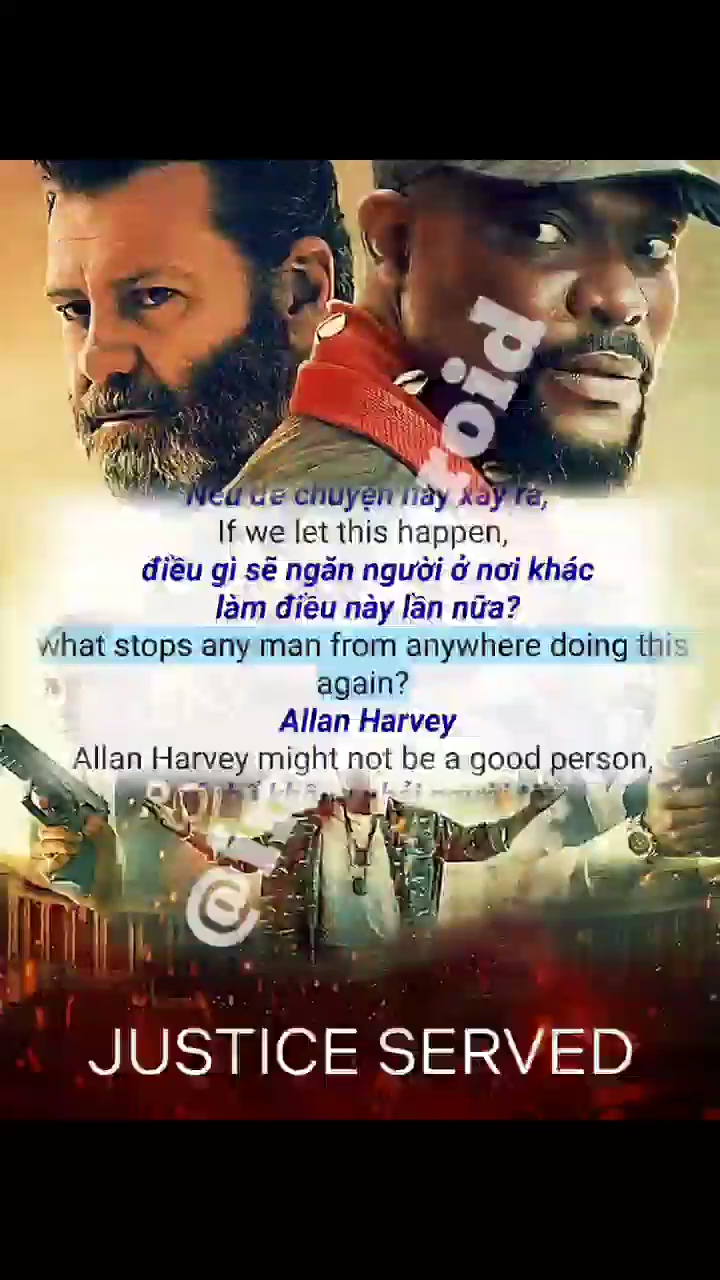 Nếu để chuyện này xảy ra,
If we let this happen,
điều gì sẽ ngăn người ở nơi khác
làm điều này lần nữa?
what stops any man from anywhere doing this
again?
Allan Harvey
Allan Harvey might not be a good person,
roid
JUSTICE SERVED